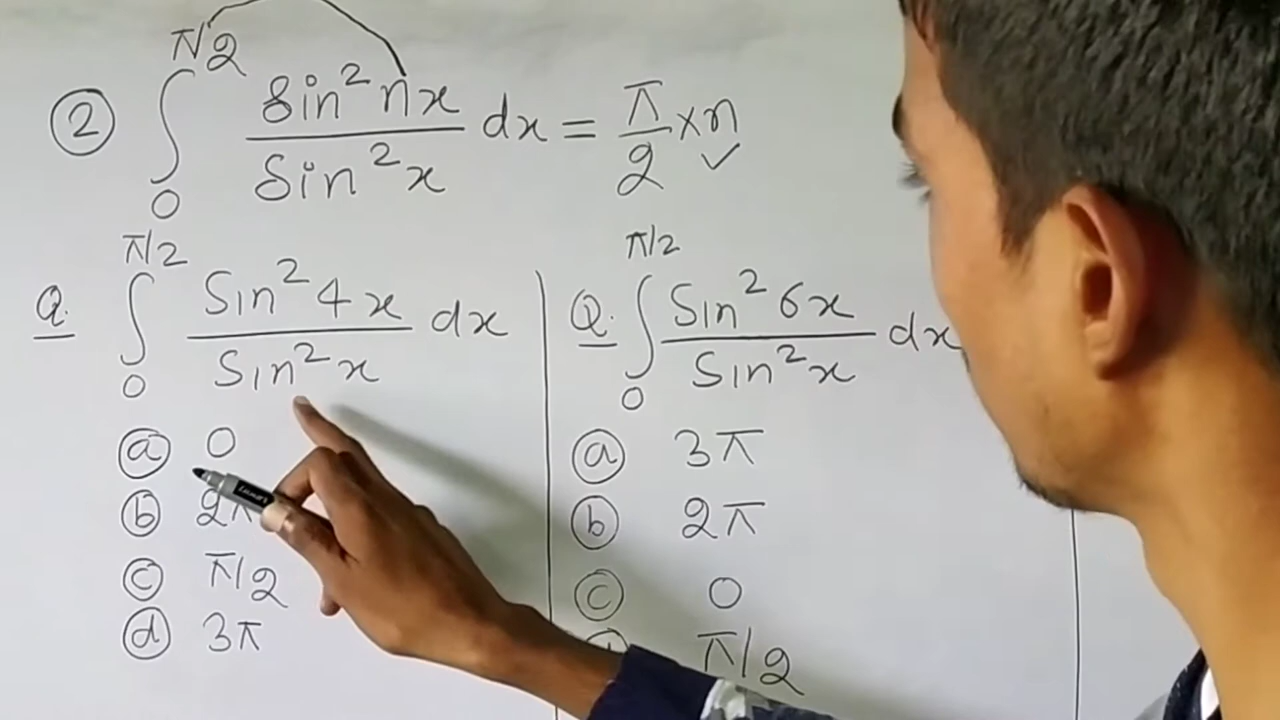 ② ∫₀^(π/2) sin²nx / sin²x dx = π/2 × n ✓
Q. ∫₀^(π/2) Sin²4x / Sin²x dx
ⓐ 0
ⓑ 2π
ⓒ π/2
ⓓ 3π
Q. ∫₀^(π/2) Sin²6x / Sin²x dx
ⓐ 3π
ⓑ 2π
ⓒ 0
π/2